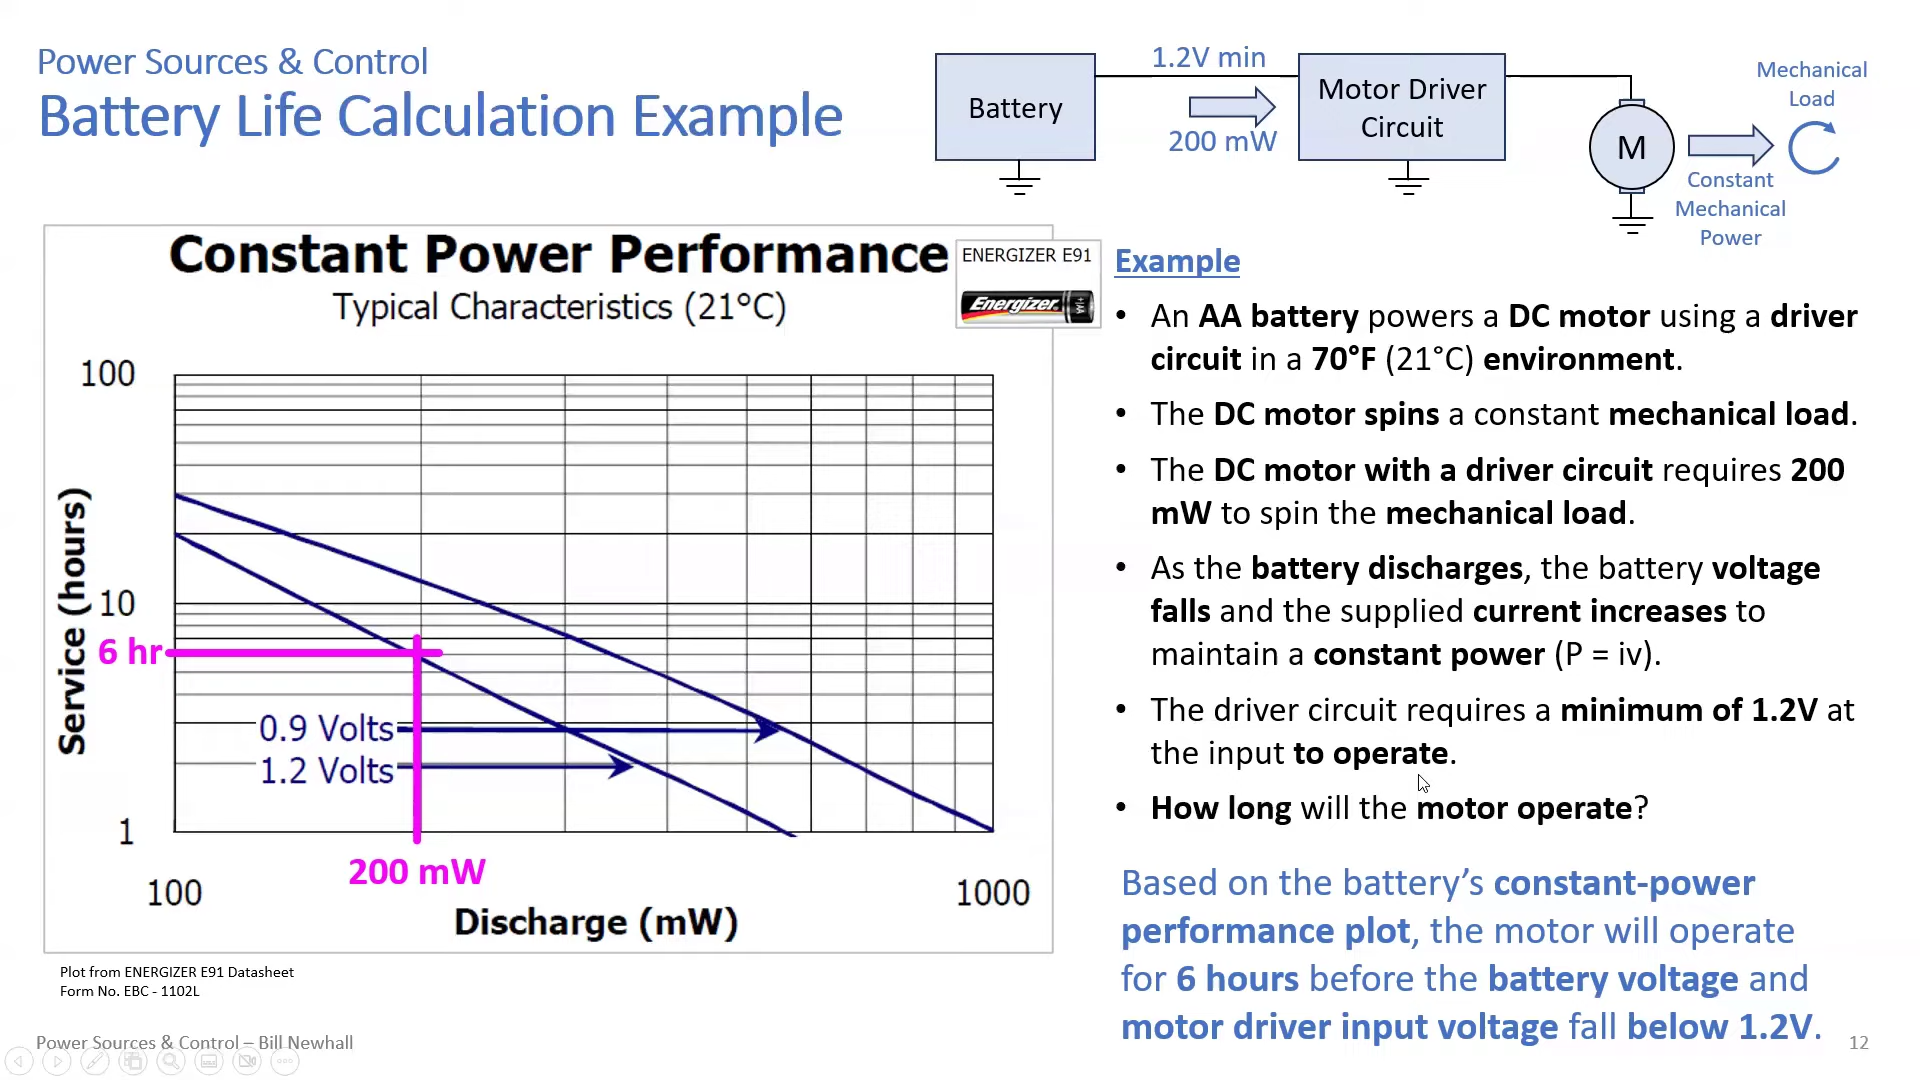 Power Sources & Control
Battery Life Calculation Example
Battery
1.2V min
200 mW
Motor Driver
Circuit
M
Mechanical
Load
Constant
Mechanical
Power
Constant Power Performance
Typical Characteristics (21°C)
ENERGIZER E91
Energizer
AA
100
10
1
Service (hours)
6 hr
0.9 Volts
1.2 Volts
200 mW
100
1000
Discharge (mW)
Plot from ENERGIZER E91 Datasheet
Form No. EBC - 1102L
Example
• An AA battery powers a DC motor using a driver
circuit in a 70°F (21°C) environment.
• The DC motor spins a constant mechanical load.
• The DC motor with a driver circuit requires 200
mW to spin the mechanical load.
• As the battery discharges, the battery voltage
falls and the supplied current increases to
maintain a constant power (P = iv).
• The driver circuit requires a minimum of 1.2V at
the input to operate.
• How long will the motor operate?
Based on the battery’s constant-power
performance plot, the motor will operate
for 6 hours before the battery voltage and
motor driver input voltage fall below 1.2V.
Power Sources & Control – Bill Newhall
12